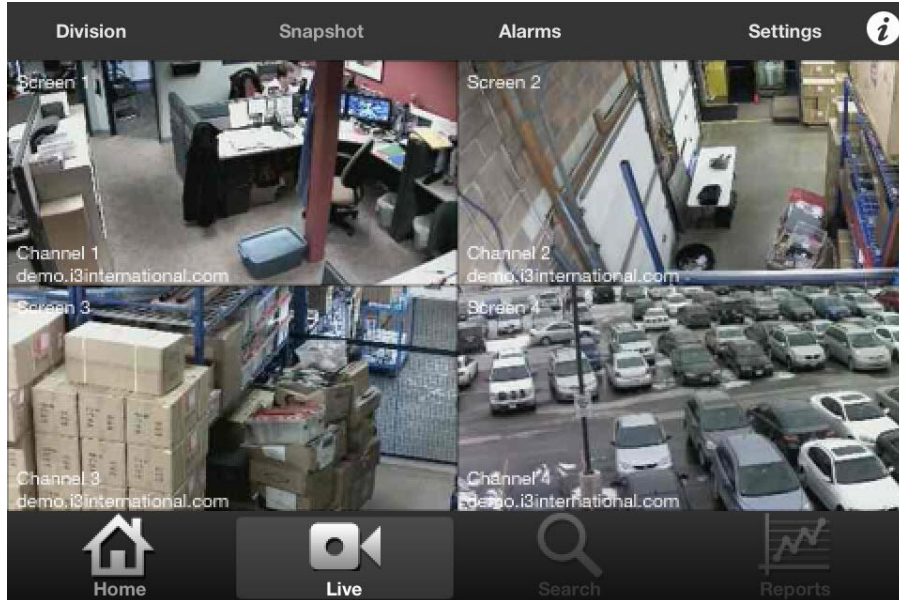 Division
Snapshot
Alarms
Settings
i
Screen 1
Screen 2
Channel 1
demo.i3international.com
Channel 2
demo.i3international.com
Screen 3
Screen 4
Channel 3
demo.i3international.com
Channel 4
demo.i3international.com
Home
Live
Search
Reports